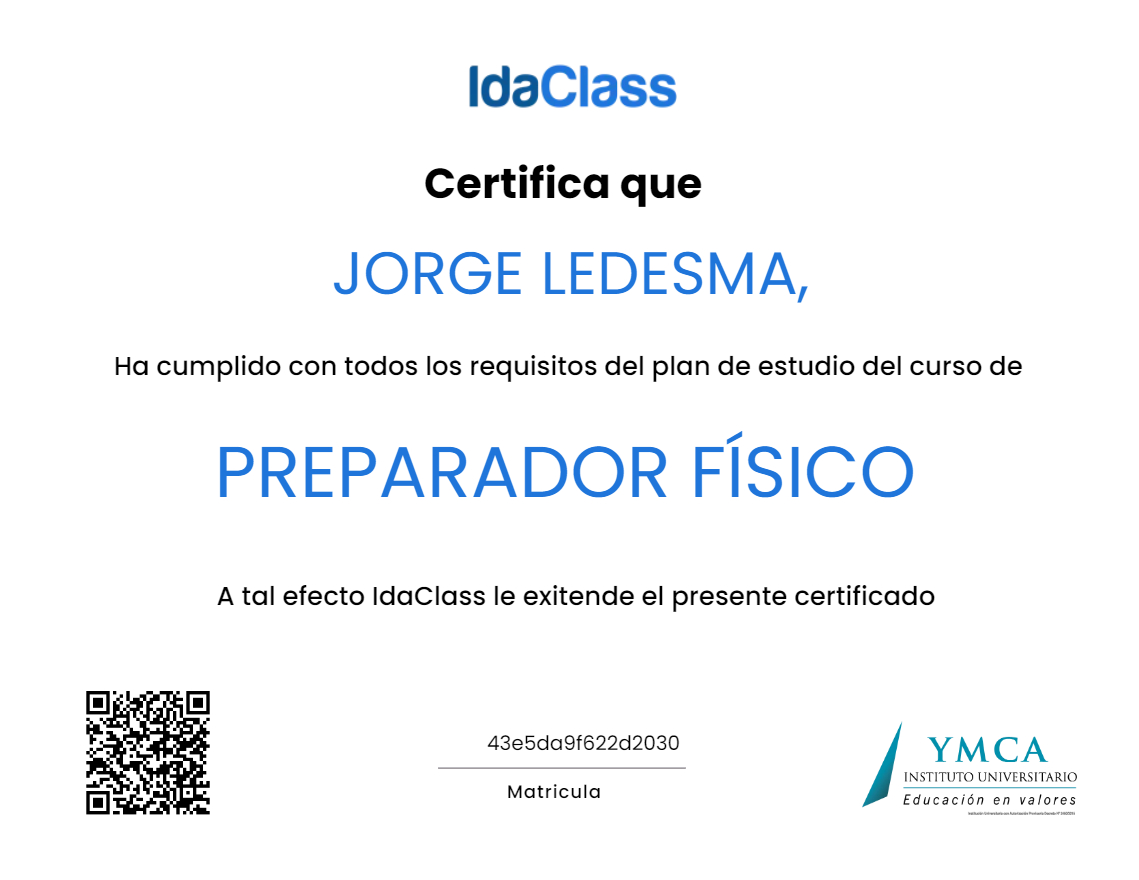 IdaClass
Certifica que
JORGE LEDESMA,
Ha cumplido con todos los requisitos del plan de estudio del curso de
PREPARADOR FÍSICO
A tal efecto IdaClass le exitende el presente certificado
43e5da9f622d2030
Matricula
YMCA
INSTITUTO UNIVERSITARIO
Educación en valores